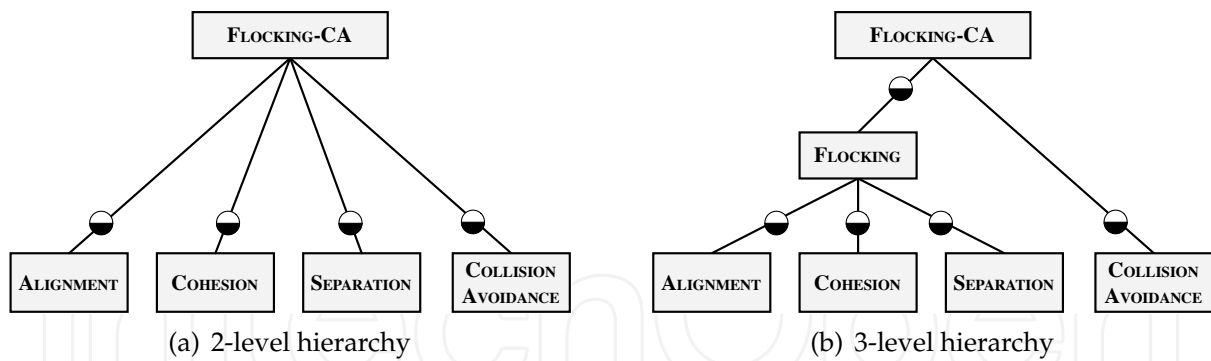 FLOCKING-CA
ALIGNMENT
COHESION
SEPARATION
COLLISION
AVOIDANCE
(a) 2-level hierarchy
FLOCKING-CA
FLOCKING
ALIGNMENT
COHESION
SEPARATION
COLLISION
AVOIDANCE
(b) 3-level hierarchy
IntechOpen